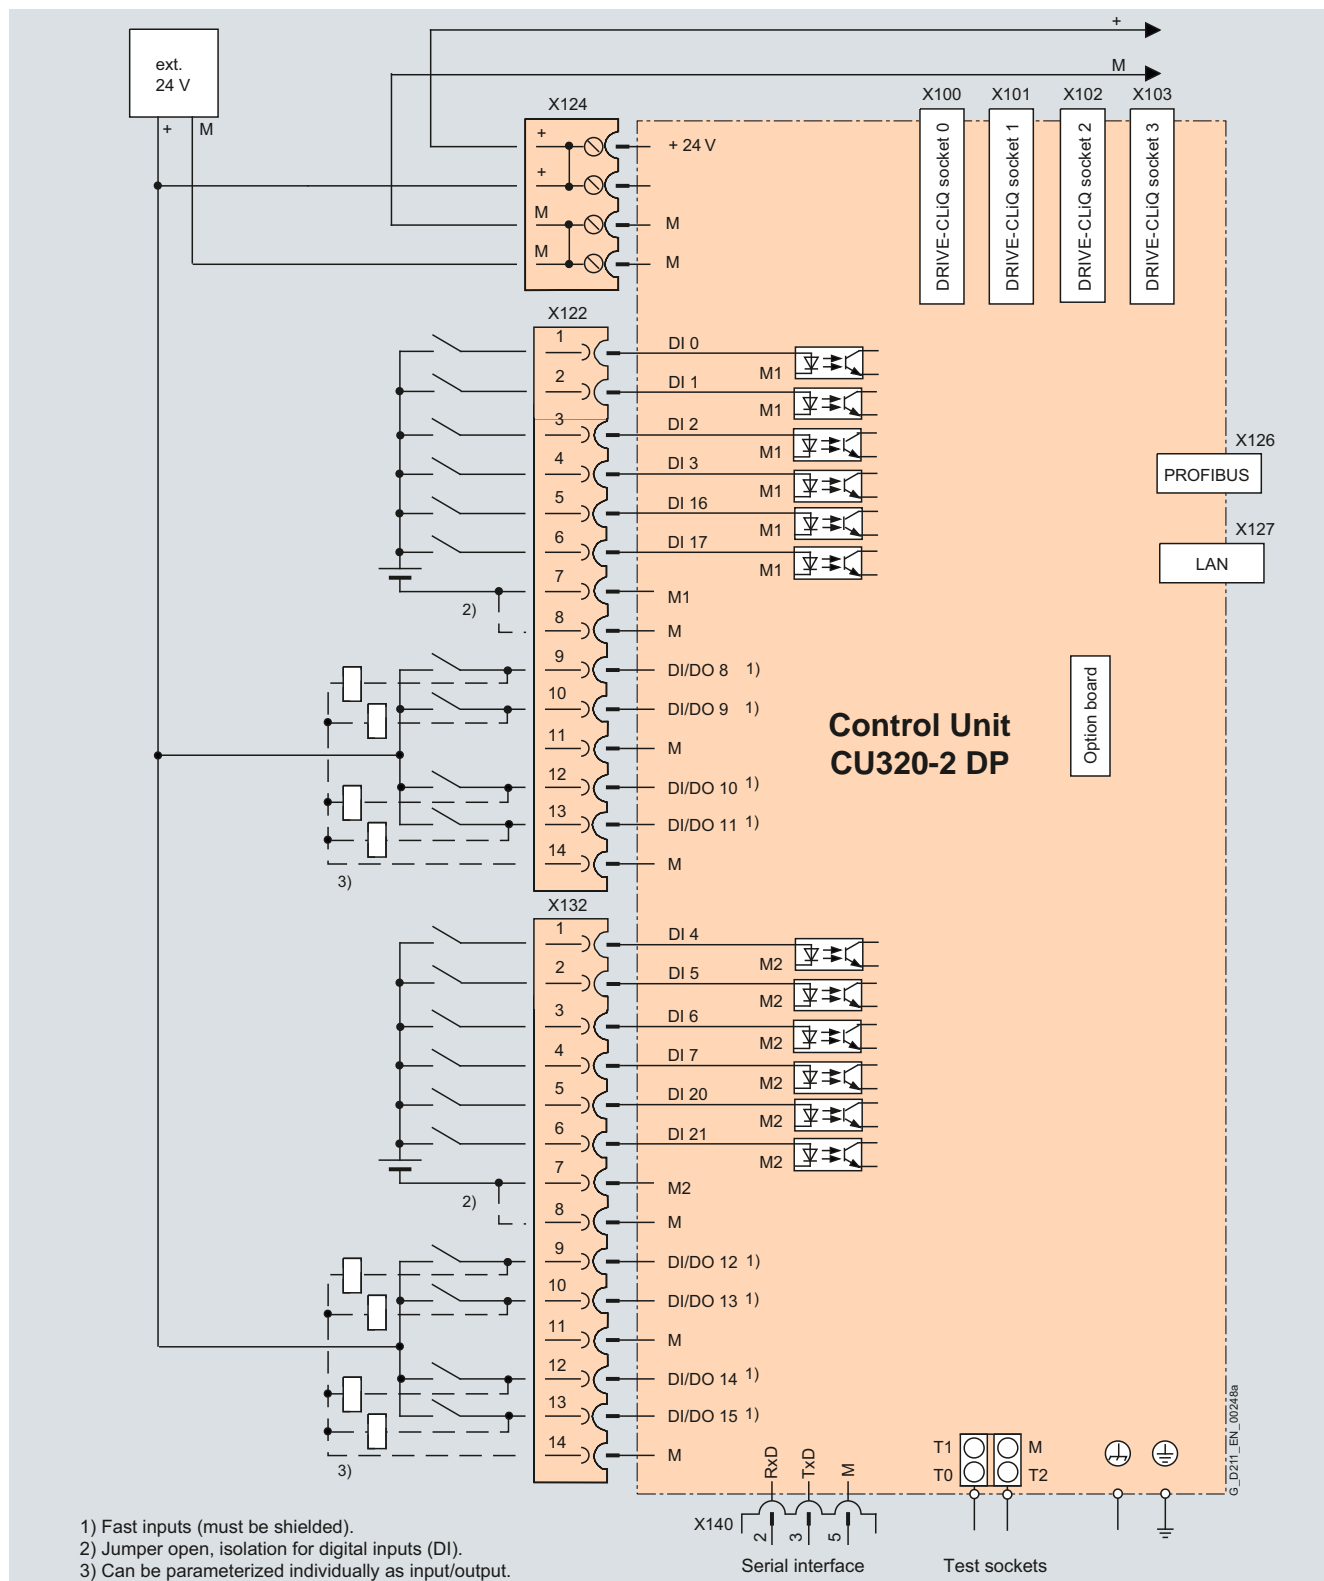 ext.
24 V
+ M
+
M
X124
+
+
M
M
+ 24 V
M
M
X100 X101 X102 X103
DRIVE-CLiQ socket 0
DRIVE-CLiQ socket 1
DRIVE-CLiQ socket 2
DRIVE-CLiQ socket 3
X122
1 DI 0 M1
2 DI 1 M1
3 DI 2 M1
4 DI 3 M1
5 DI 16 M1
6 DI 17 M1
7 M1
2)
8 M
9 DI/DO 8 1)
10 DI/DO 9 1)
11 M
12 DI/DO 10 1)
13 DI/DO 11 1)
14 M
3)
X126
PROFIBUS
X127
LAN
Option board
Control Unit
CU320-2 DP
X132
1 DI 4 M2
2 DI 5 M2
3 DI 6 M2
4 DI 7 M2
5 DI 20 M2
6 DI 21 M2
7 M2
2)
8 M
9 DI/DO 12 1)
10 DI/DO 13 1)
11 M
12 DI/DO 14 1)
13 DI/DO 15 1)
14 M
3)
RxD TxD M
X140 2 3 5
Serial interface
T1 M
T0 T2
Test sockets
G_D211_EN_00248a
1) Fast inputs (must be shielded).
2) Jumper open, isolation for digital inputs (DI).
3) Can be parameterized individually as input/output.